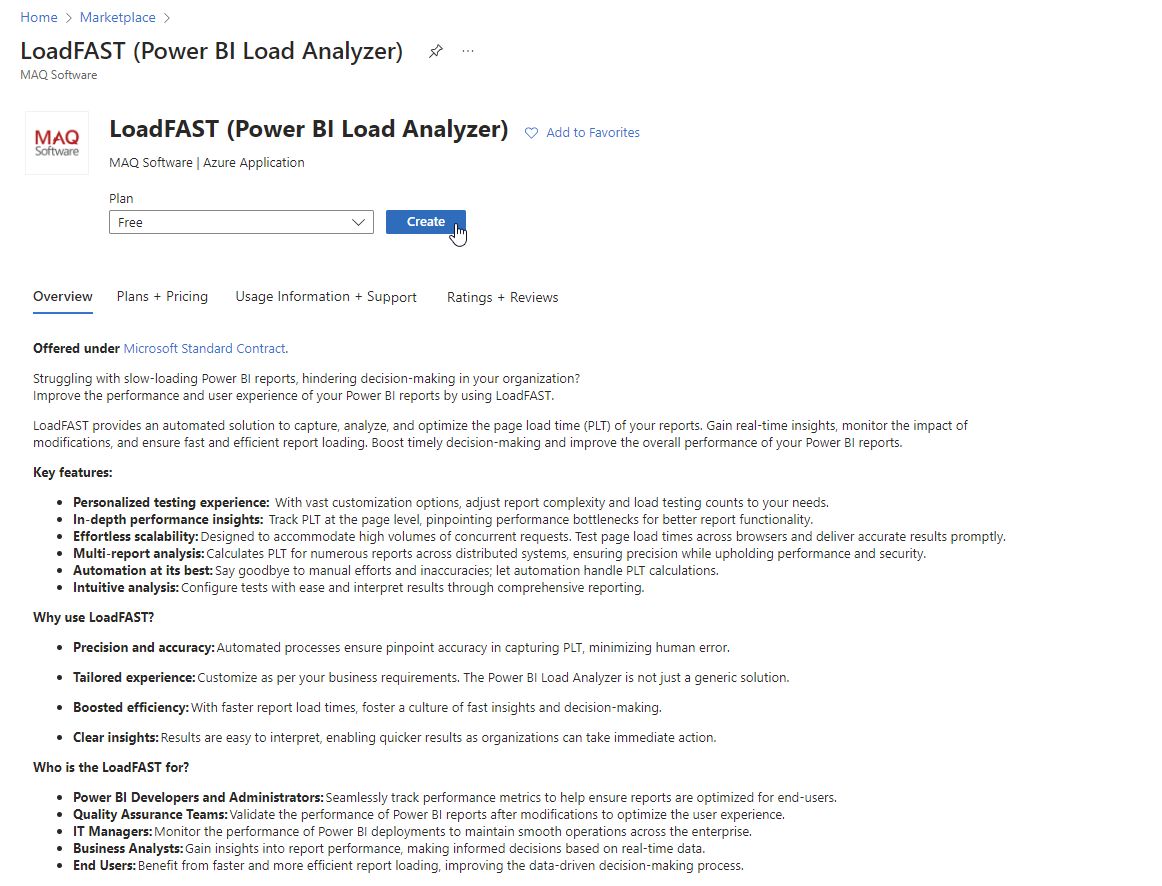 Home > Marketplace >
LoadFAST (Power BI Load Analyzer)
MAQ Software
MAQ
Software
LoadFAST (Power BI Load Analyzer)
Add to Favorites
MAQ Software | Azure Application
Plan
Free
Create
Overview
Plans + Pricing
Usage Information + Support
Ratings + Reviews
Offered under Microsoft Standard Contract.
Struggling with slow-loading Power BI reports, hindering decision-making in your organization?
Improve the performance and user experience of your Power BI reports by using LoadFAST.
LoadFAST provides an automated solution to capture, analyze, and optimize the page load time (PLT) of your reports. Gain real-time insights, monitor the impact of
modifications, and ensure fast and efficient report loading. Boost timely decision-making and improve the overall performance of your Power BI reports.
Key features:
• Personalized testing experience: With vast customization options, adjust report complexity and load testing counts to your needs.
• In-depth performance insights: Track PLT at the page level, pinpointing performance bottlenecks for better report functionality.
• Effortless scalability: Designed to accommodate high volumes of concurrent requests. Test page load times across browsers and deliver accurate results promptly.
• Multi-report analysis: Calculates PLT for numerous reports across distributed systems, ensuring precision while upholding performance and security.
• Automation at its best: Say goodbye to manual efforts and inaccuracies; let automation handle PLT calculations.
• Intuitive analysis: Configure tests with ease and interpret results through comprehensive reporting.
Why use LoadFAST?
• Precision and accuracy: Automated processes ensure pinpoint accuracy in capturing PLT, minimizing human error.
• Tailored experience: Customize as per your business requirements. The Power BI Load Analyzer is not just a generic solution.
• Boosted efficiency: With faster report load times, foster a culture of fast insights and decision-making.
• Clear insights: Results are easy to interpret, enabling quicker results as organizations can take immediate action.
Who is the LoadFAST for?
• Power BI Developers and Administrators: Seamlessly track performance metrics to help ensure reports are optimized for end-users.
• Quality Assurance Teams: Validate the performance of Power BI reports after modifications to optimize the user experience.
• IT Managers: Monitor the performance of Power BI deployments to maintain smooth operations across the enterprise.
• Business Analysts: Gain insights into report performance, making informed decisions based on real-time data.
• End Users: Benefit from faster and more efficient report loading, improving the data-driven decision-making process.